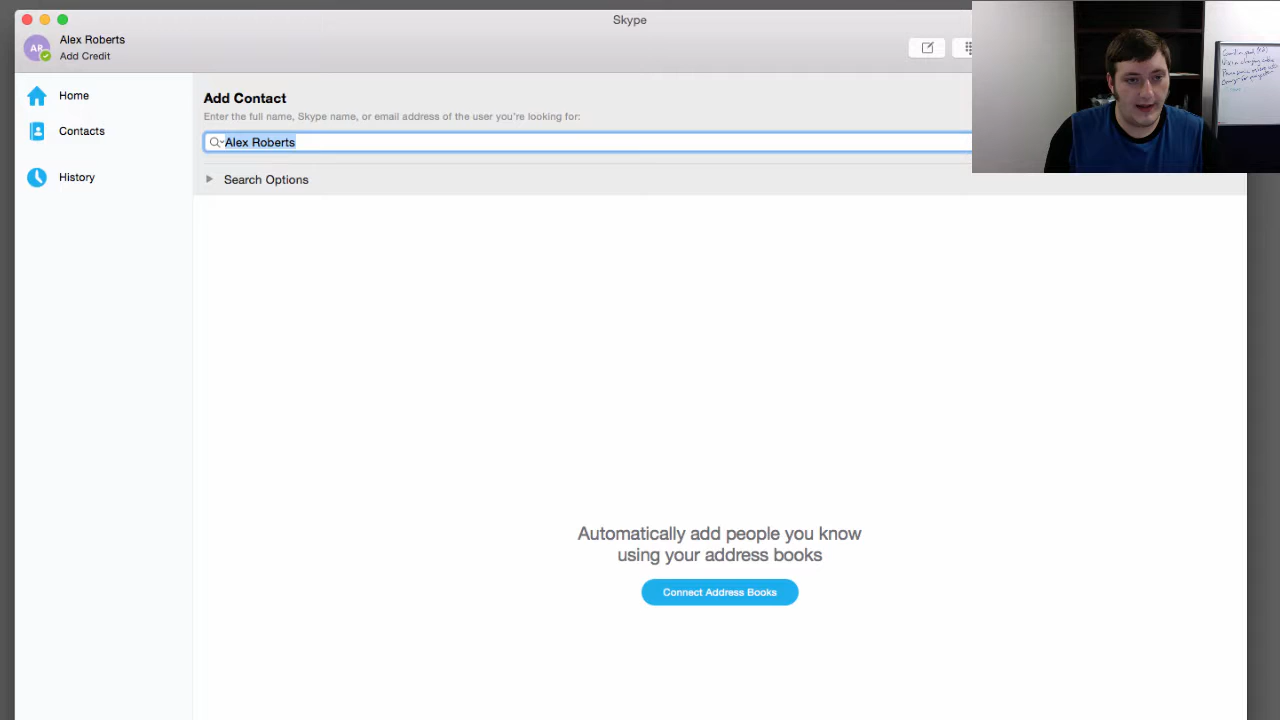 Skype
Alex Roberts
Add Credit
AR
Home
Contacts
History
Add Contact
Enter the full name, Skype name, or email address of the user you're looking for:
Alex Roberts
Search Options
Automatically add people you know
using your address books
Connect Address Books